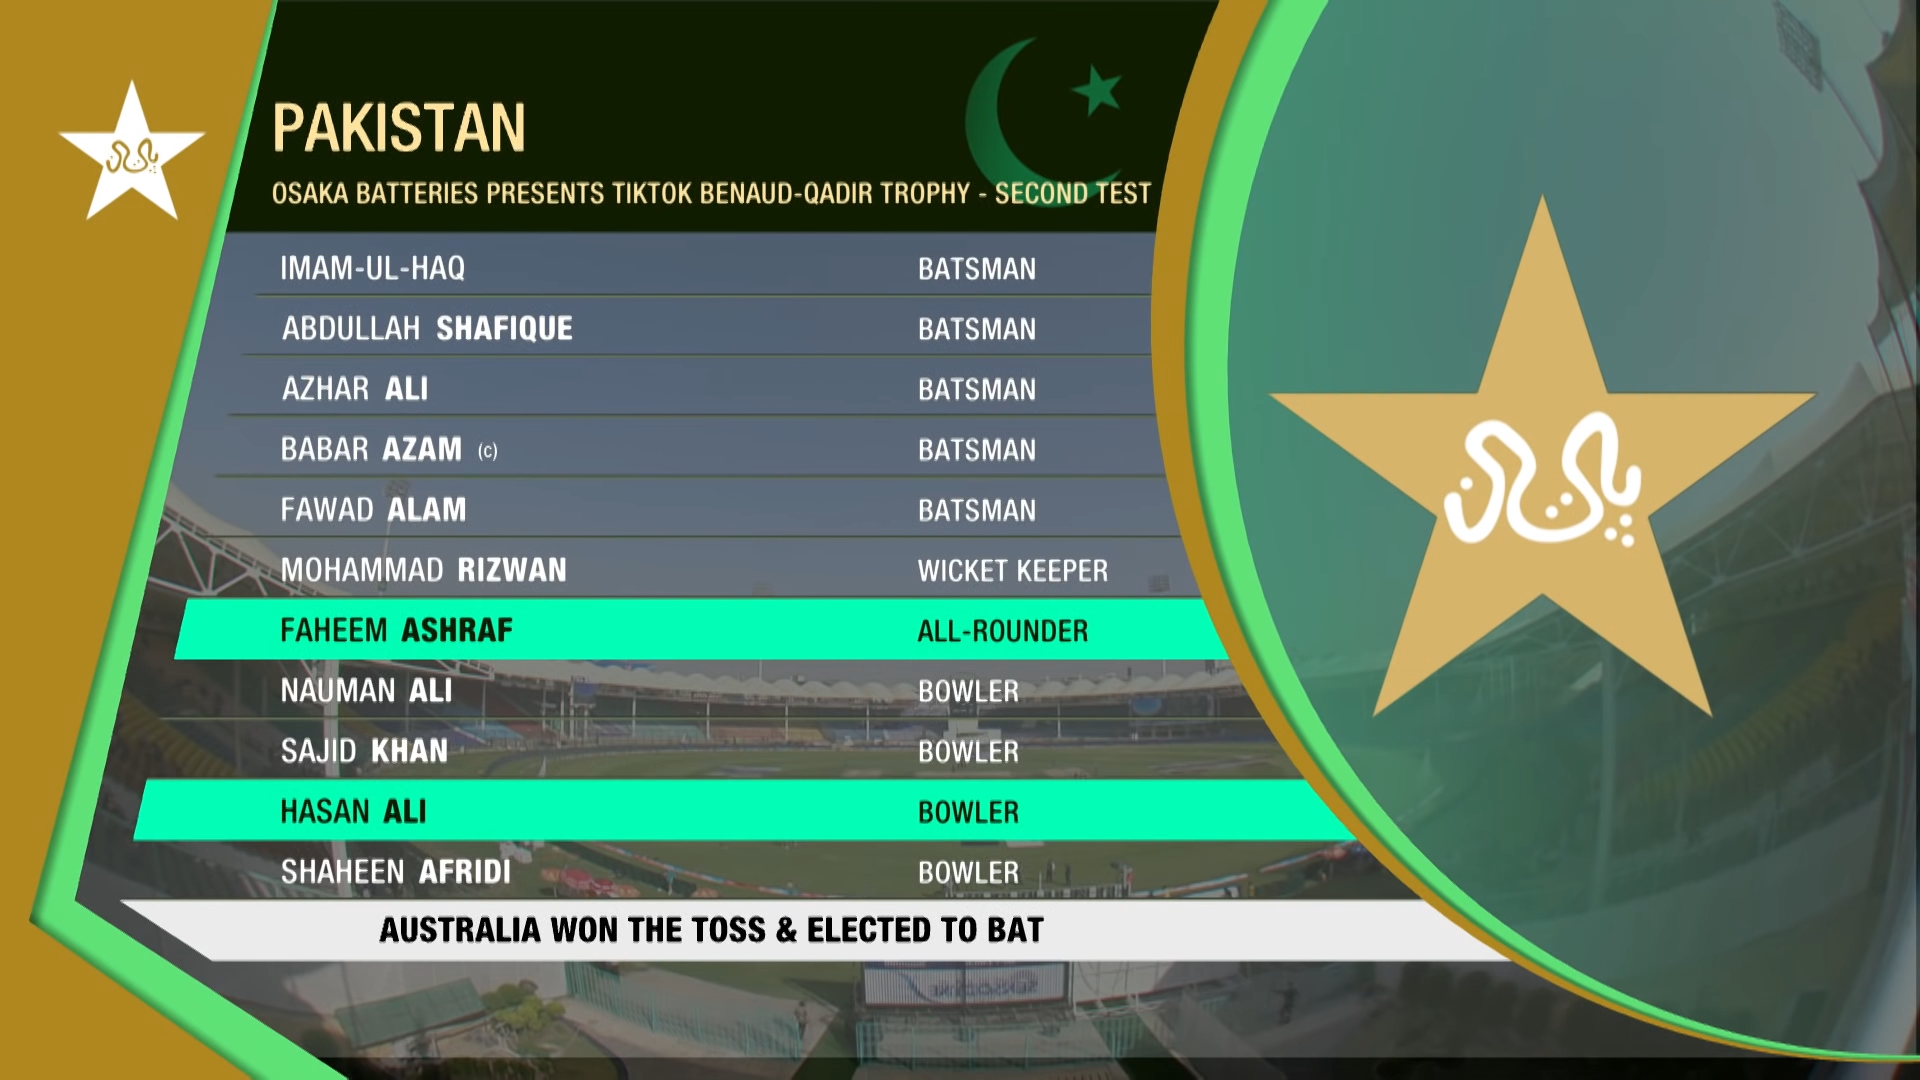 PAKISTAN
OSAKA BATTERIES PRESENTS TIKTOK BENAUD-QADIR TROPHY - SECOND TEST
IMAM-UL-HAQ BATSMAN
ABDULLAH SHAFIQUE BATSMAN
AZHAR ALI BATSMAN
BABAR AZAM (c) BATSMAN
FAWAD ALAM BATSMAN
MOHAMMAD RIZWAN WICKET KEEPER
FAHEEM ASHRAF ALL-ROUNDER
NAUMAN ALI BOWLER
SAJID KHAN BOWLER
HASAN ALI BOWLER
SHAHEEN AFRIDI BOWLER
AUSTRALIA WON THE TOSS & ELECTED TO BAT